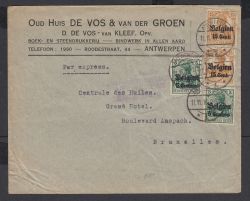 OUD HUIS DE VOS & VAN DER GROEN
D. DE VOS - VAN KLEEF, OPV.
BOEK- EN STEENDRUKKERIJ — BINDWERK IN ALLEN AARD
TELEFOON: 1990 — ROODESTRAAT, 44 — ANTWERPEN
Par express.
Centrale des Huiles.
Grand Hotel.
Boulevard Anspach.
Bruxelles.
Belgien
Belgien
Belgien
Belgien